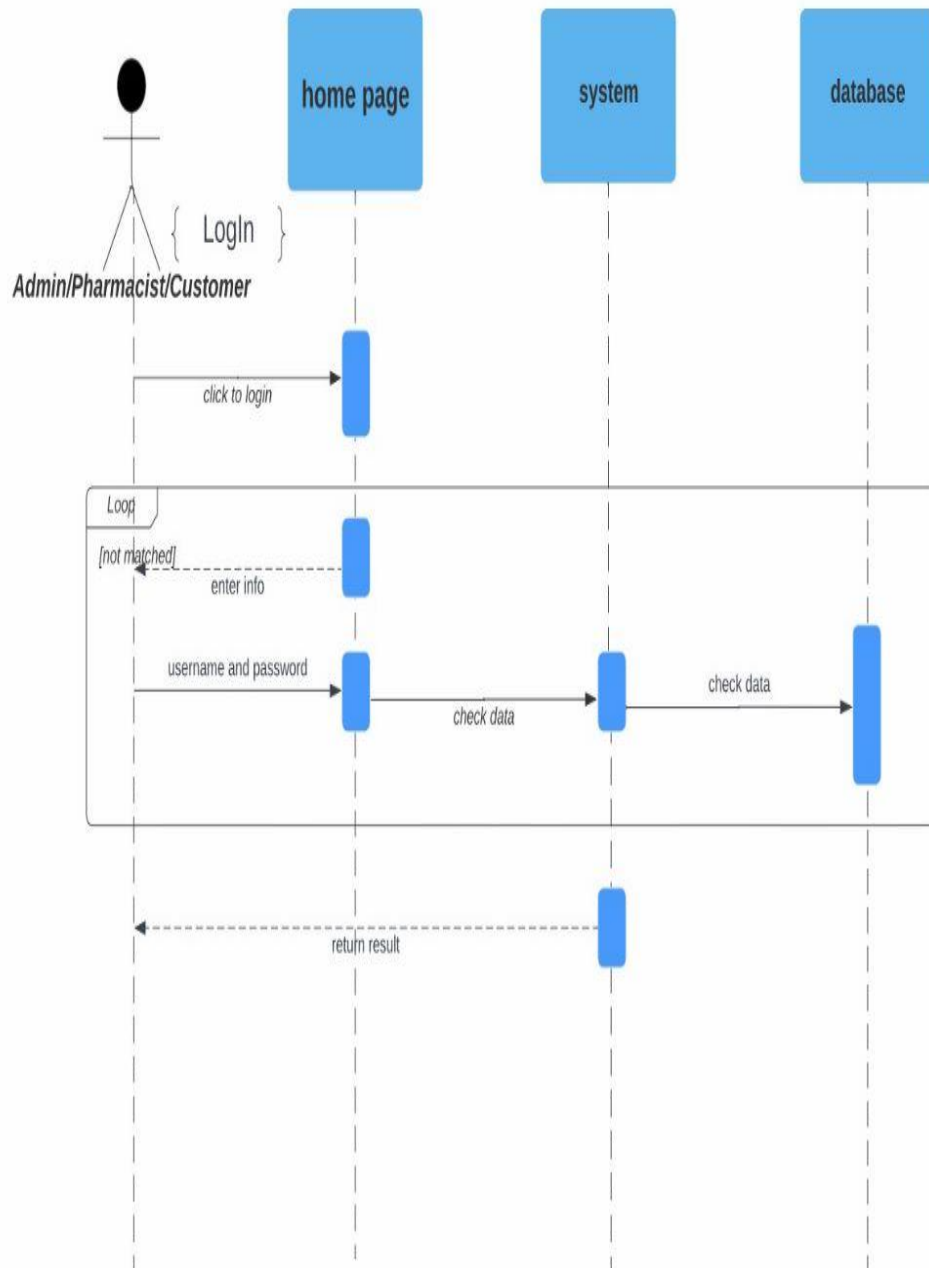 home page
system
database
{ LogIn }
Admin/Pharmacist/Customer
click to login
Loop
[not matched]
enter info
username and password
check data
check data
return result